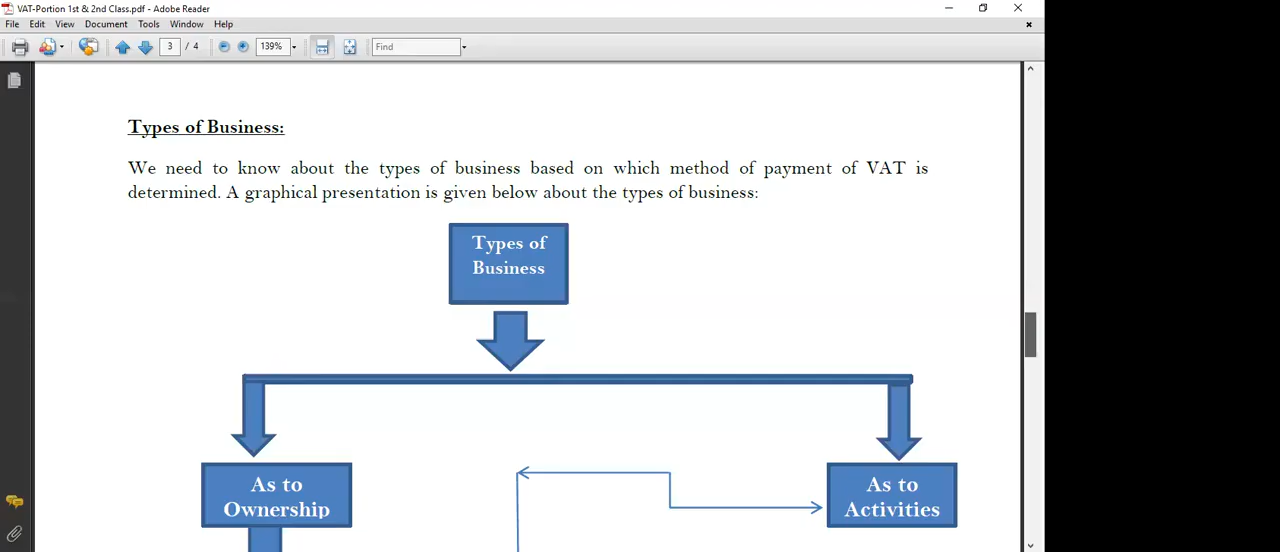 VAT-Portion 1st & 2nd Class.pdf - Adobe Reader
File Edit View Document Tools Window Help
3 / 4 139% Find
Types of Business:
We need to know about the types of business based on which method of payment of VAT is
determined. A graphical presentation is given below about the types of business:
Types of
Business
As to
Ownership
As to
Activities